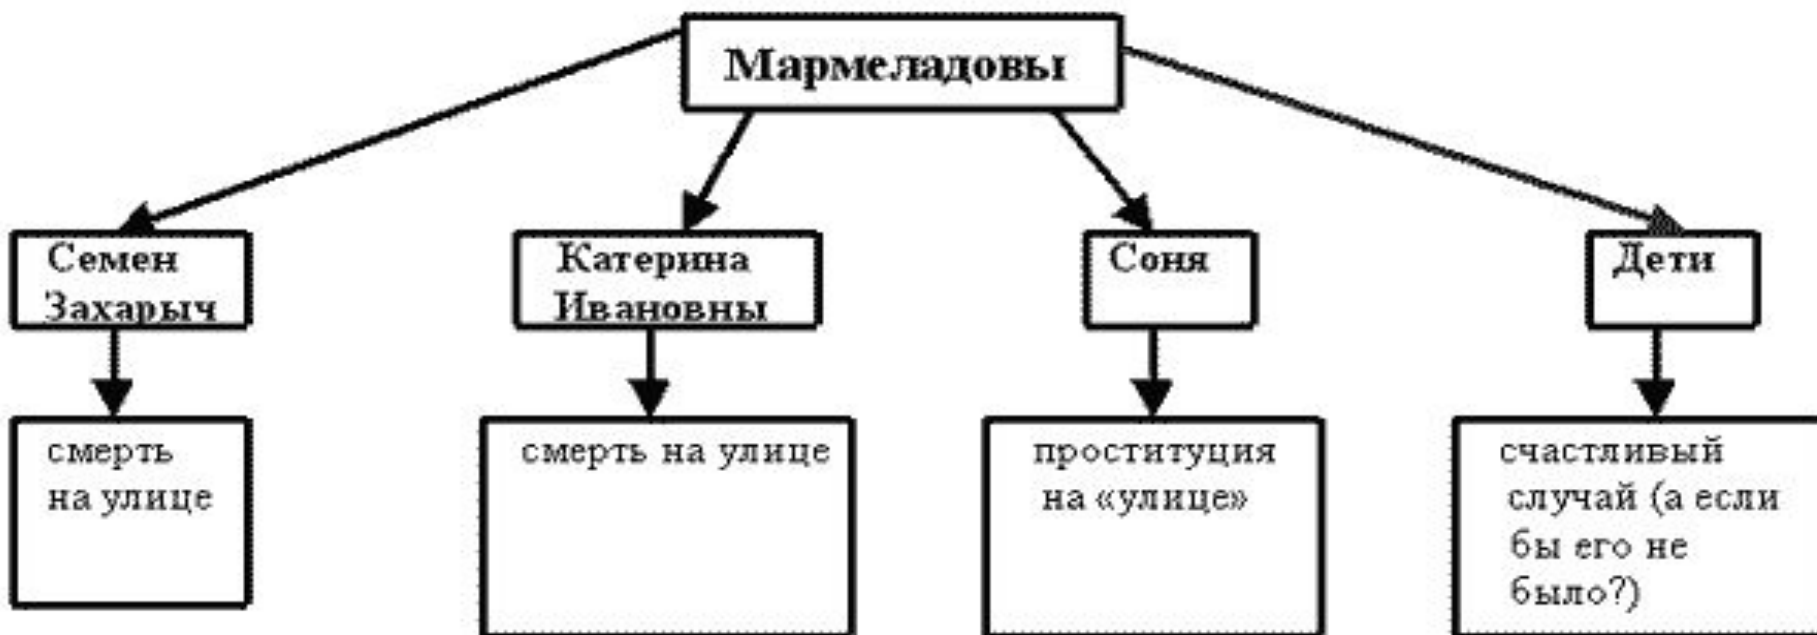 Мармеладовы
Семен
Захарыч
Катерина
Ивановны
Соня
Дети
смерть
на улице
смерть на улице
проституция
на «улице»
счастливый
случай (а если
бы его не
было?)